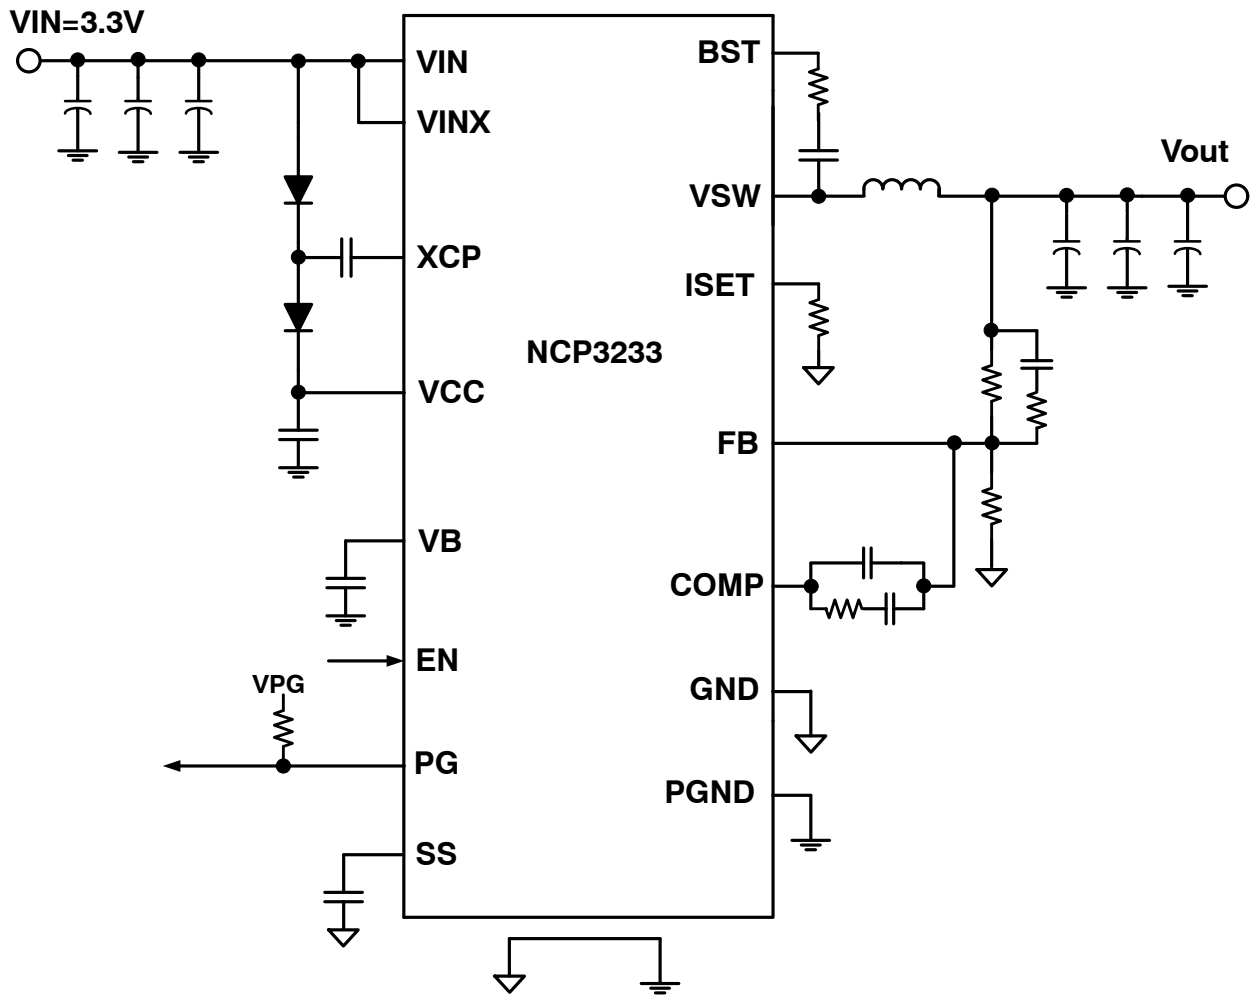 VIN=3.3V
VIN
VINX
XCP
VCC
VB
EN
VPG
PG
SS
NCP3233
BST
VSW
Vout
ISET
FB
COMP
GND
PGND